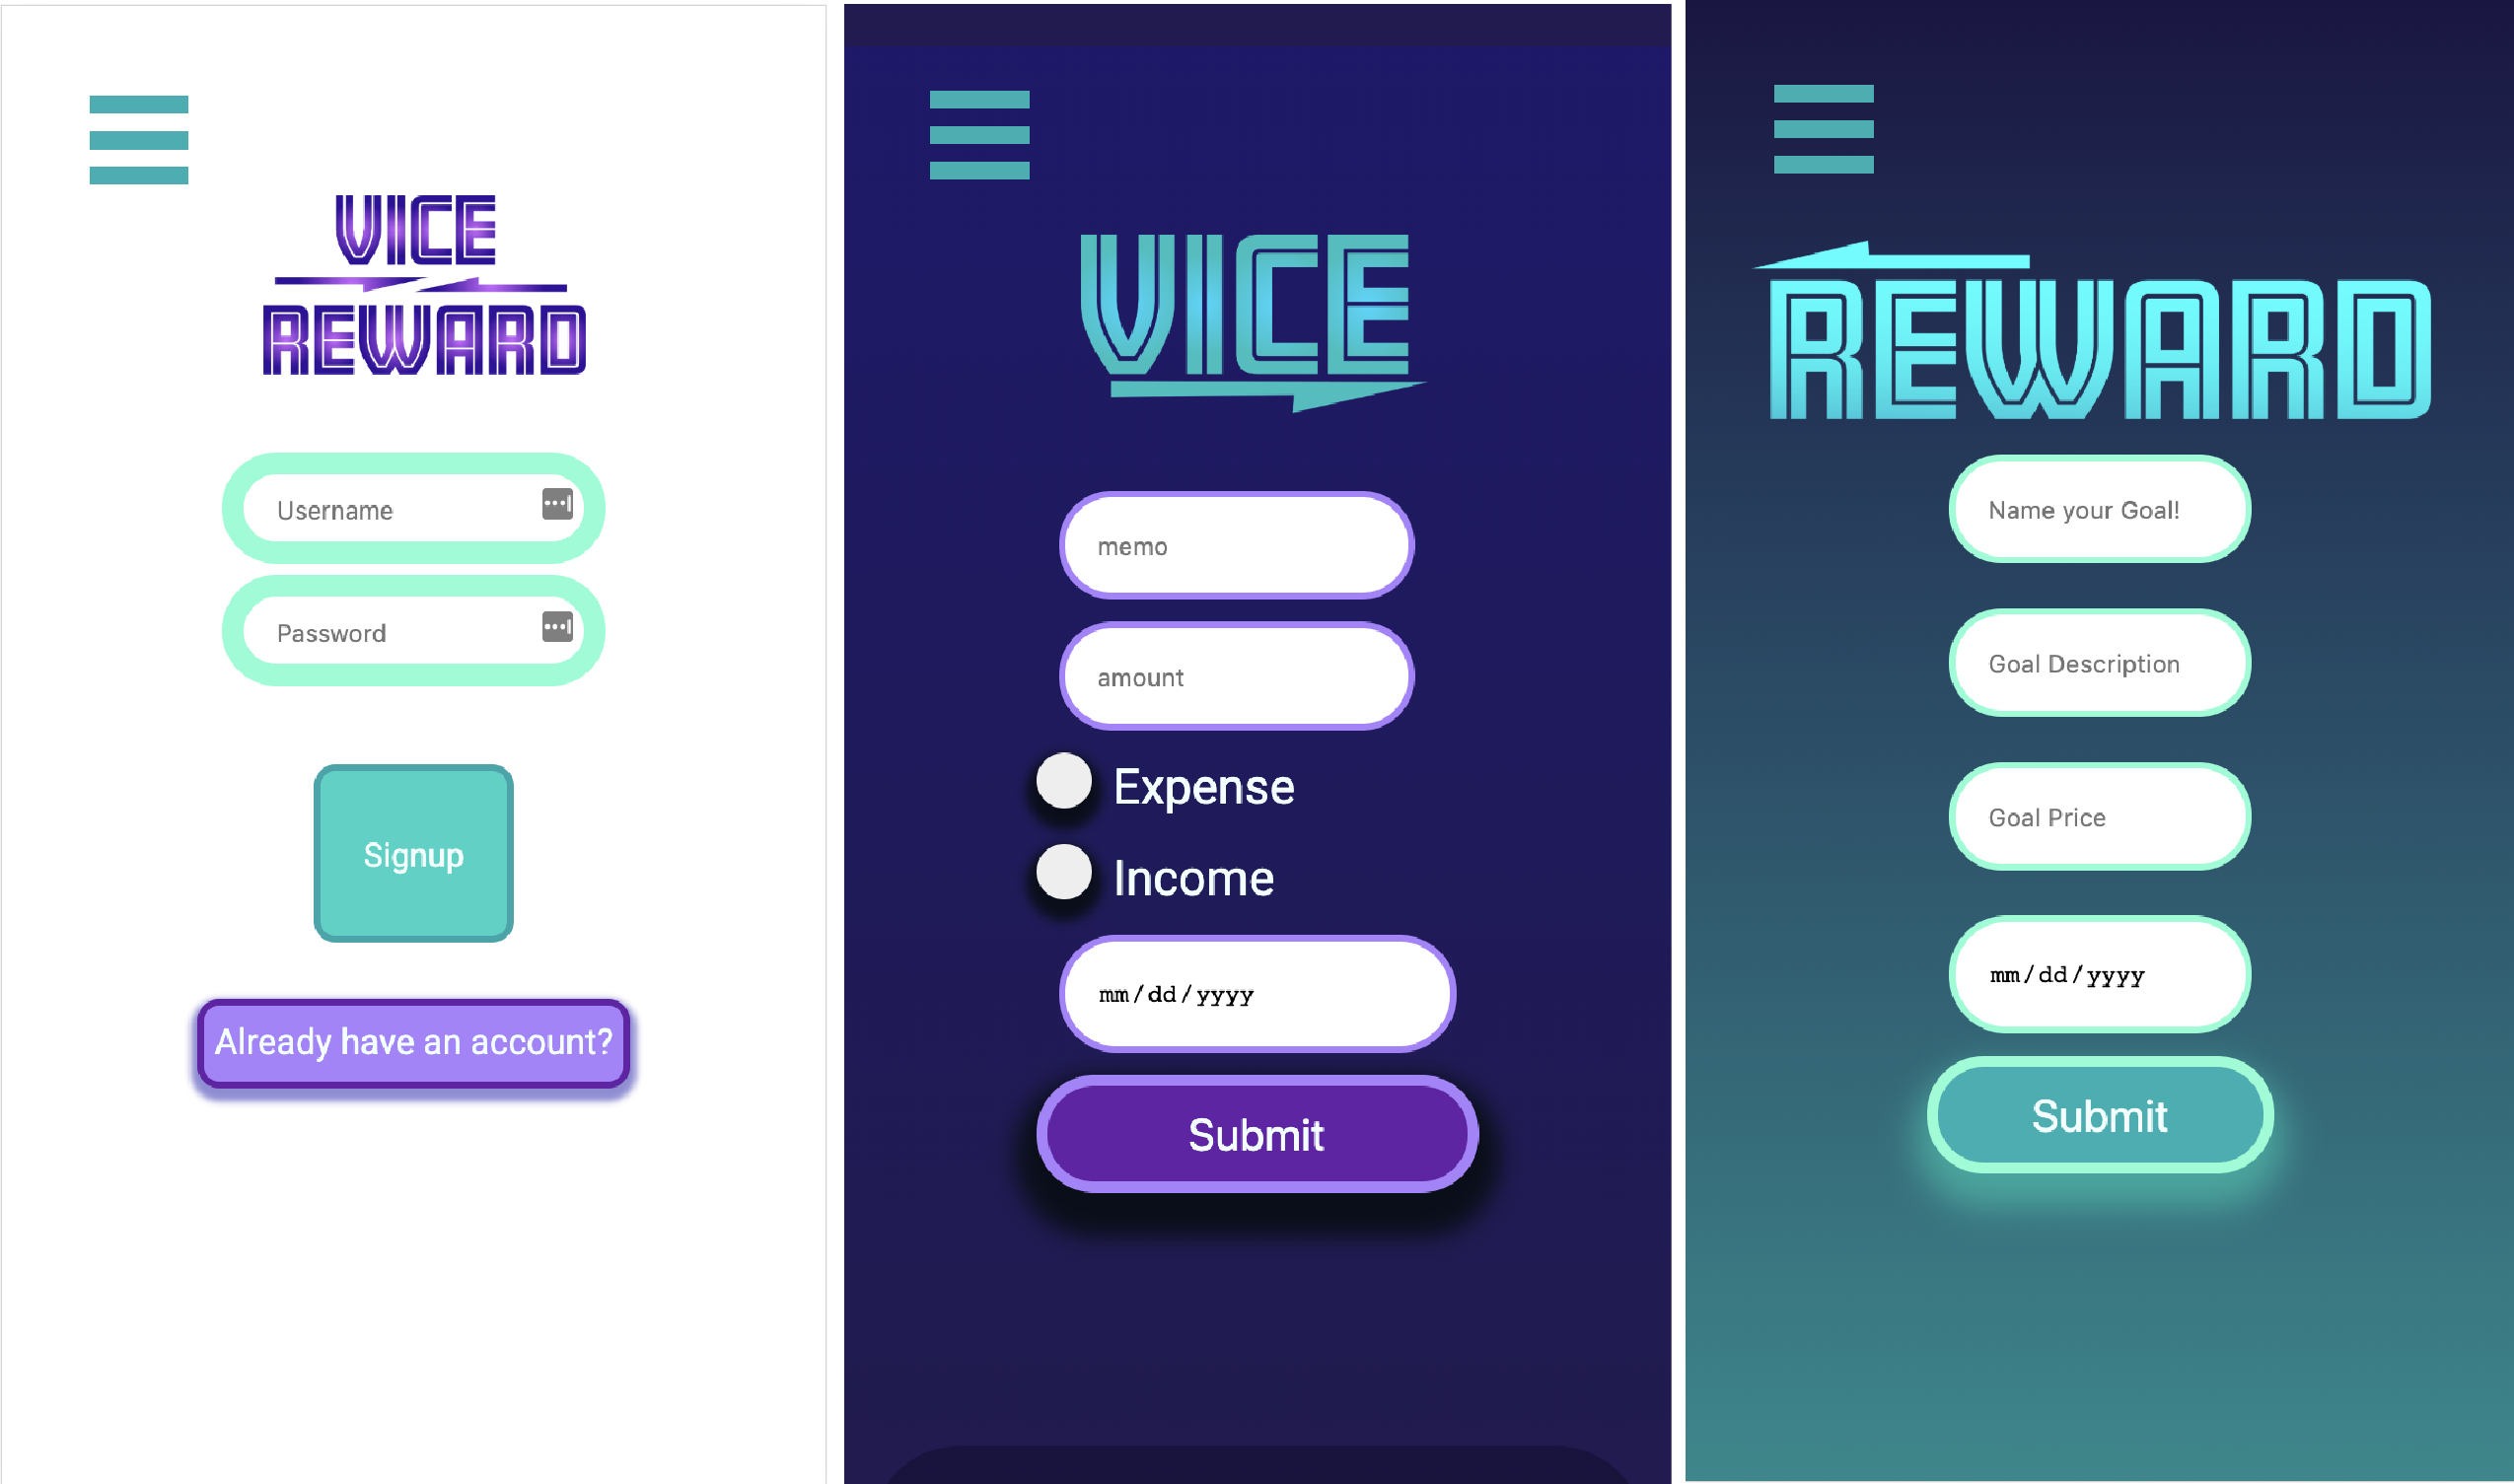 VICE
REWARD
Username
Password
Signup
Already have an account?
VICE
memo
amount
Expense
Income
mm/dd/yyyy
Submit
REWARD
Name your Goal!
Goal Description
Goal Price
mm/dd/yyyy
Submit